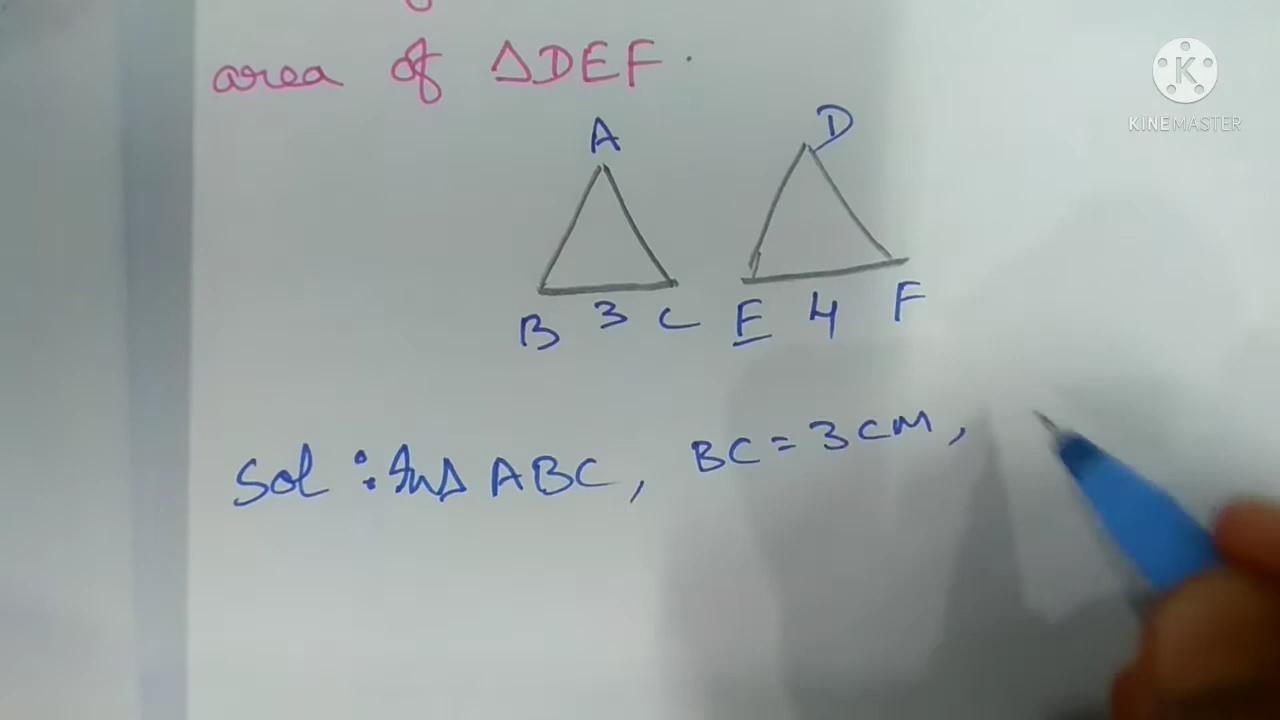 area of ΔDEF.
A D
B 3 C E 4 F
Sol : In Δ ABC, BC = 3 CM,
K
KINEMASTER